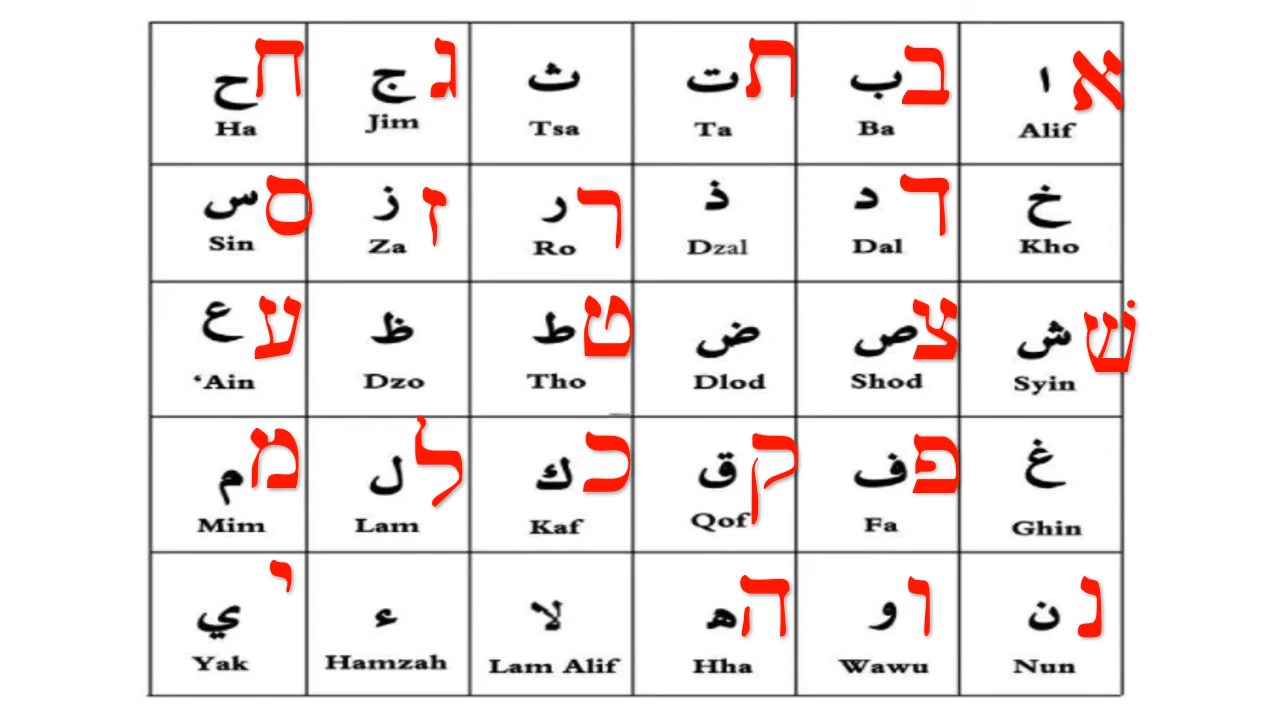 ا א ب ב ت ת ث ج ג ح ח
Alif Ba Ta Tsa Jim Ha
خ د ד ذ ر ר ز ז س ס
Kho Dal Dzal Ro Za Sin
ش שׁ ص צ ض ط ט ظ ع ע
Syin Shod Dlod Tho Dzo ‘Ain
غ ف פ ق ק ك כ ل ל م מ
Ghin Fa Qof Kaf Lam Mim
ن נ و ו ه ה لا ء ي י
Nun Wawu Hha Lam Alif Hamzah Yak